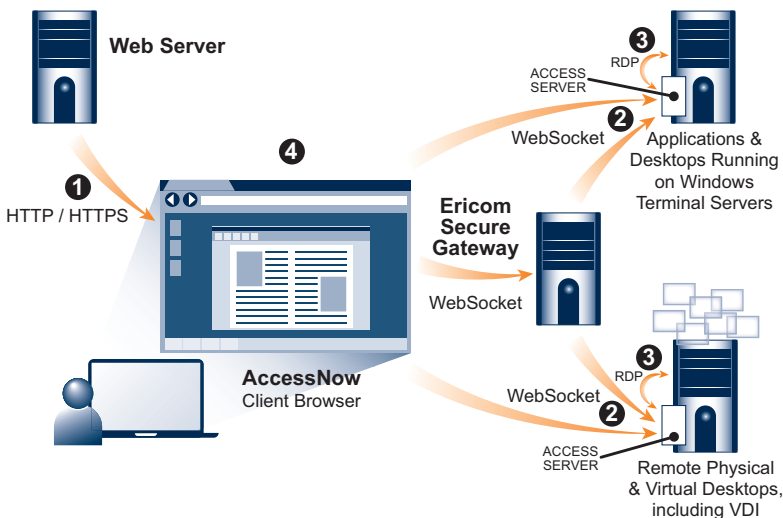 Web Server
4
1
HTTP / HTTPS
3
RDP
ACCESS
SERVER
2
WebSocket
Applications &
Desktops Running
on Windows
Terminal Servers
Ericom
Secure
Gateway
WebSocket
AccessNow
Client Browser
3
RDP
WebSocket
2
ACCESS
SERVER
Remote Physical
& Virtual Desktops,
including VDI